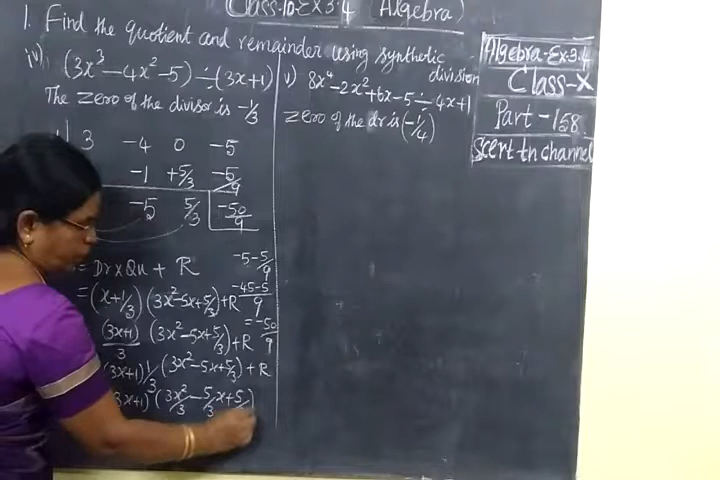 Class-10-Ex 3.4 Algebra)
1. Find the quotient and remainder using synthetic division
iv) (3x³ - 4x² - 5) ÷ (3x+1)
The zero of the divisor is -1/3
3 -4 0 -5
-1 +5/3 -5/9
-5 5/3 -50/9
= Dr x Qu + R
= (x+1/3) (3x²-5x+5/3) + R
(3x+1)/3 (3x²-5x+5/3) + R
(3x+1) 1/3 (3x²-5x+5/3) + R
3x+1) (3x²/3 - 5/3 x + 5/
-5-5/9
-45-5/9
= -50/9
v) 8x⁴ - 2x² + 6x - 5 ÷ 4x+1
zero of the dr is (-1/4)
Algebra-Ex 3.4
Class-X
Part-158
Scert tn channel